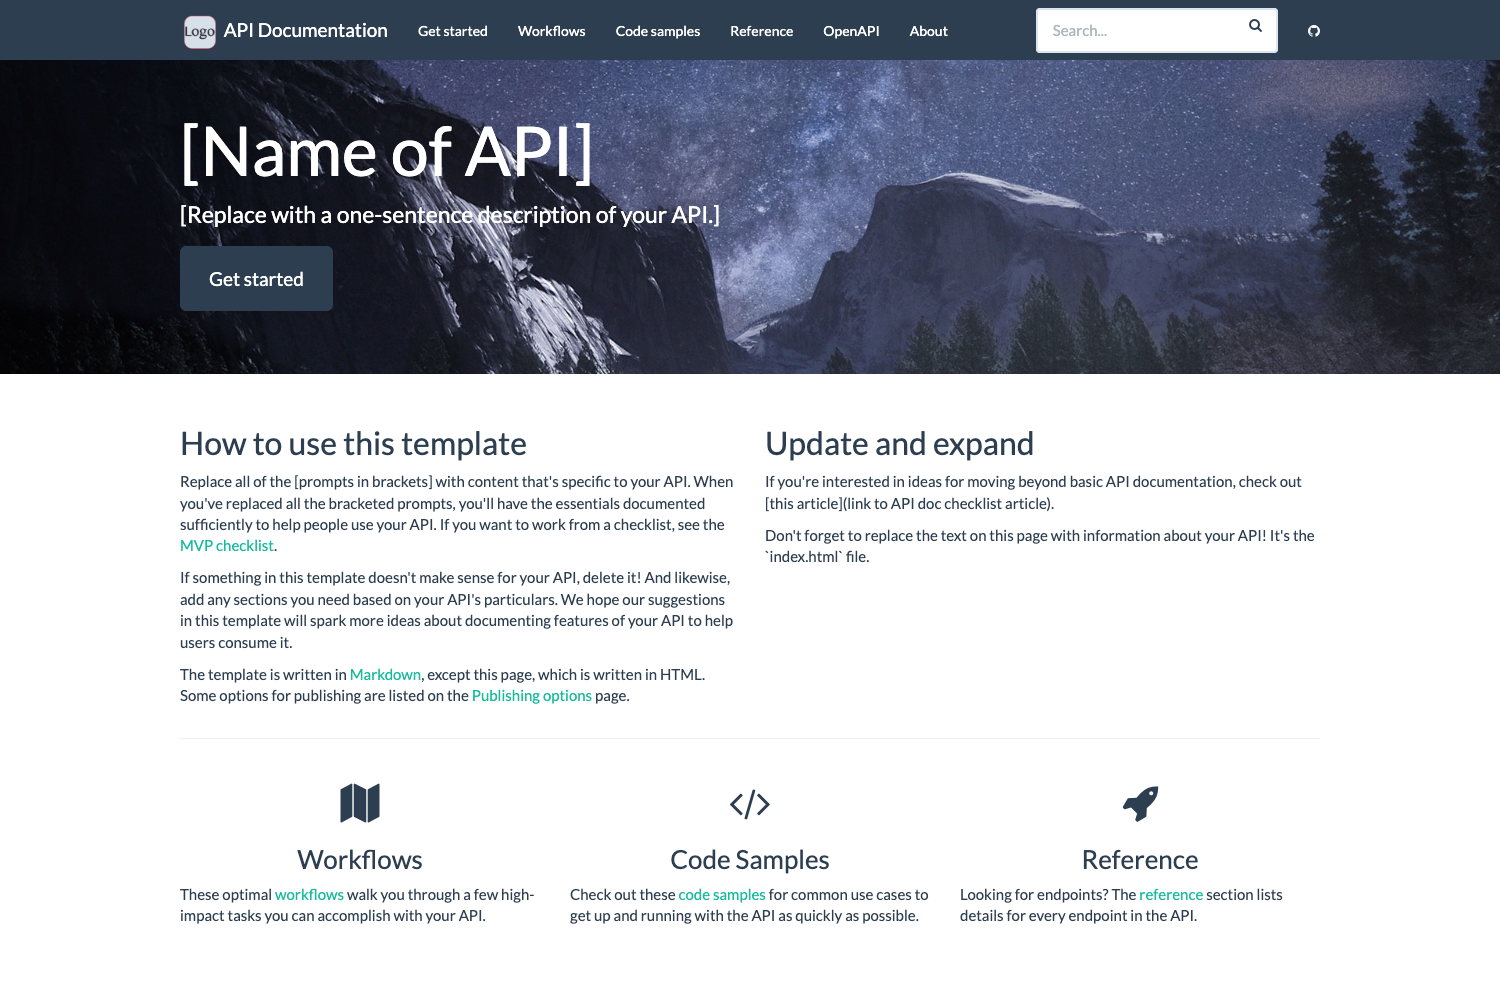 Logo API Documentation Get started Workflows Code samples Reference OpenAPI About Search...
[Name of API]
[Replace with a one-sentence description of your API.]
Get started
How to use this template
Replace all of the [prompts in brackets] with content that's specific to your API. When
you've replaced all the bracketed prompts, you'll have the essentials documented
sufficiently to help people use your API. If you want to work from a checklist, see the
MVP checklist.
If something in this template doesn't make sense for your API, delete it! And likewise,
add any sections you need based on your API's particulars. We hope our suggestions
in this template will spark more ideas about documenting features of your API to help
users consume it.
The template is written in Markdown, except this page, which is written in HTML.
Some options for publishing are listed on the Publishing options page.
Update and expand
If you're interested in ideas for moving beyond basic API documentation, check out
[this article](link to API doc checklist article).
Don't forget to replace the text on this page with information about your API! It's the
`index.html` file.
Workflows
These optimal workflows walk you through a few high-
impact tasks you can accomplish with your API.
Code Samples
Check out these code samples for common use cases to
get up and running with the API as quickly as possible.
Reference
Looking for endpoints? The reference section lists
details for every endpoint in the API.